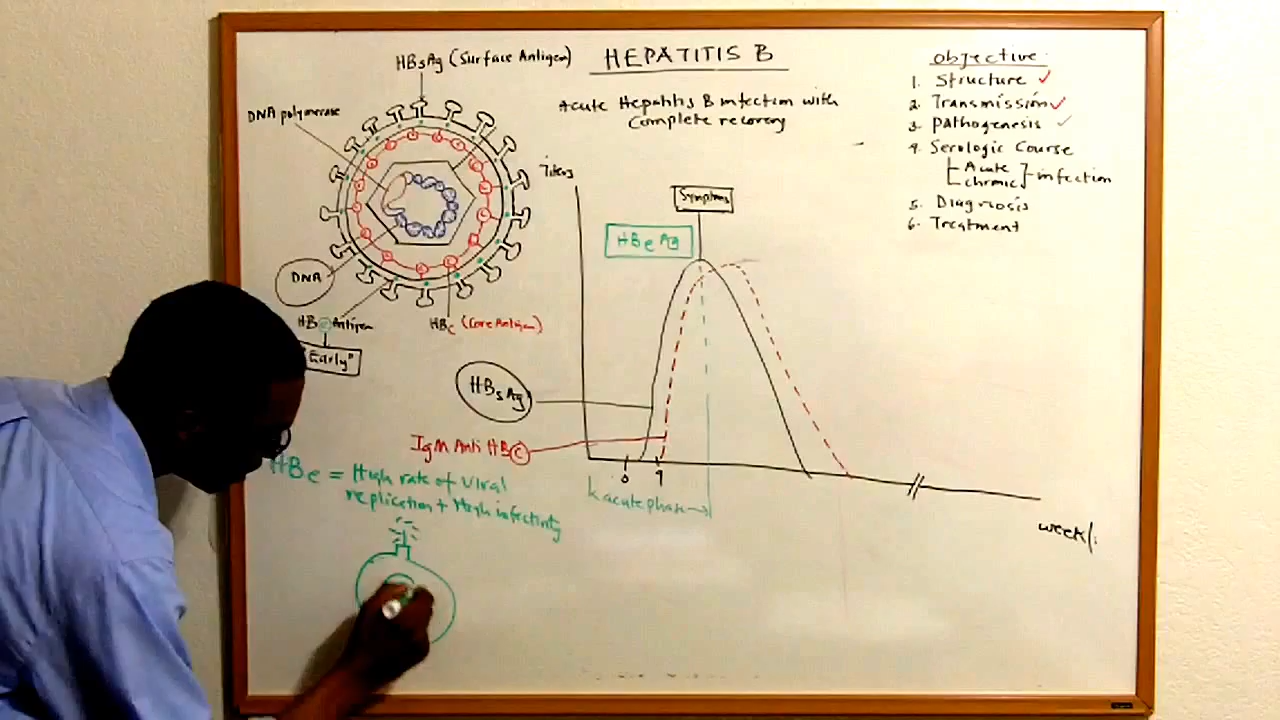 HEPATITIS B
HBsAg (Surface Antigen)
DNA polymerase
DNA
HBe Antigen
"Early"
HBc (Core Antigen)
Acute Hepatitis B infection with
Complete recovery
Titers
Symptoms
HBeAg
HBsAg
IgM Anti HBc
0
4
acute phase
week/.
HBe = High rate of Viral
replication + High infectivity
Objective
1. Structure ✓
2. Transmission ✓
3. Pathogenesis ✓
4. Serologic Course
Acute
chronic
infection
5. Diagnosis
6. Treatment